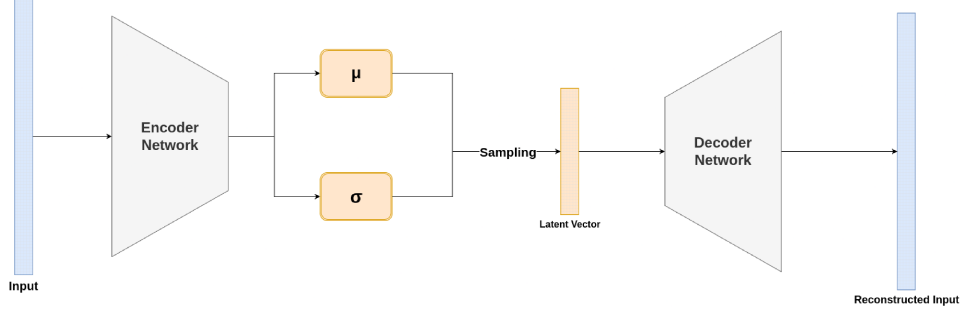 Input
Encoder
Network
μ
σ
Sampling
Latent Vector
Decoder
Network
Reconstructed Input